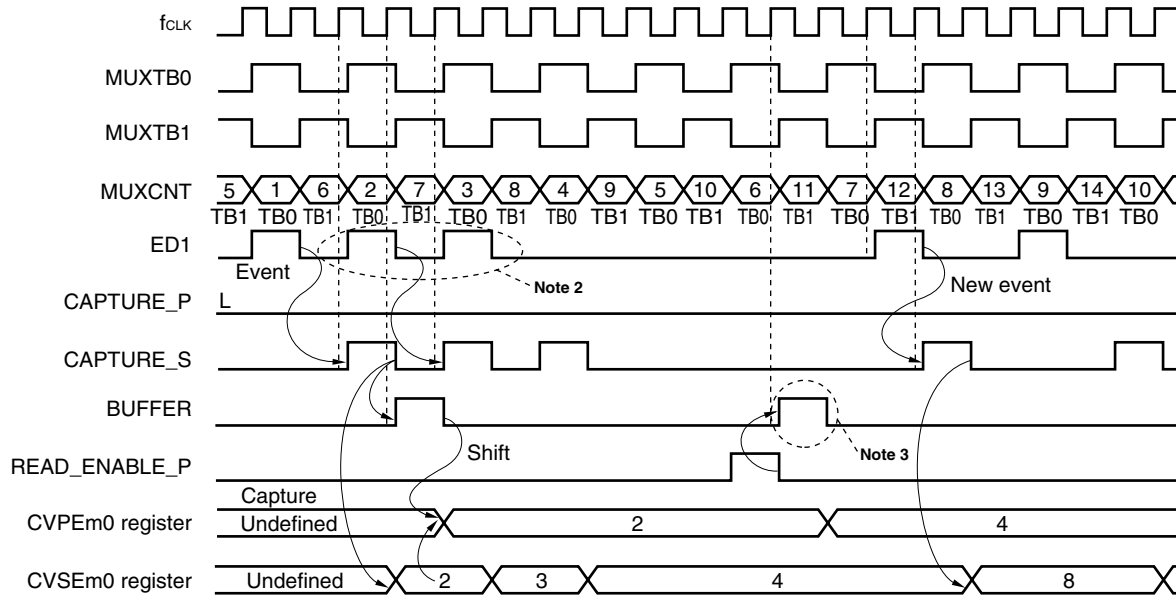 fCLK
MUXTB0
MUXTB1
MUXCNT 5 1 6 2 7 3 8 4 9 5 10 6 11 7 12 8 13 9 14 10
TB1 TB0 TB1 TB0 TB1 TB0 TB1 TB0 TB1 TB0 TB1 TB0 TB1 TB0 TB1 TB0 TB1 TB0 TB1 TB0
ED1
Event
Note 2
New event
CAPTURE_P L
CAPTURE_S
BUFFER
Shift
Note 3
READ_ENABLE_P
Capture
CVPEm0 register Undefined 2 4
CVSEm0 register Undefined 2 3 4 8